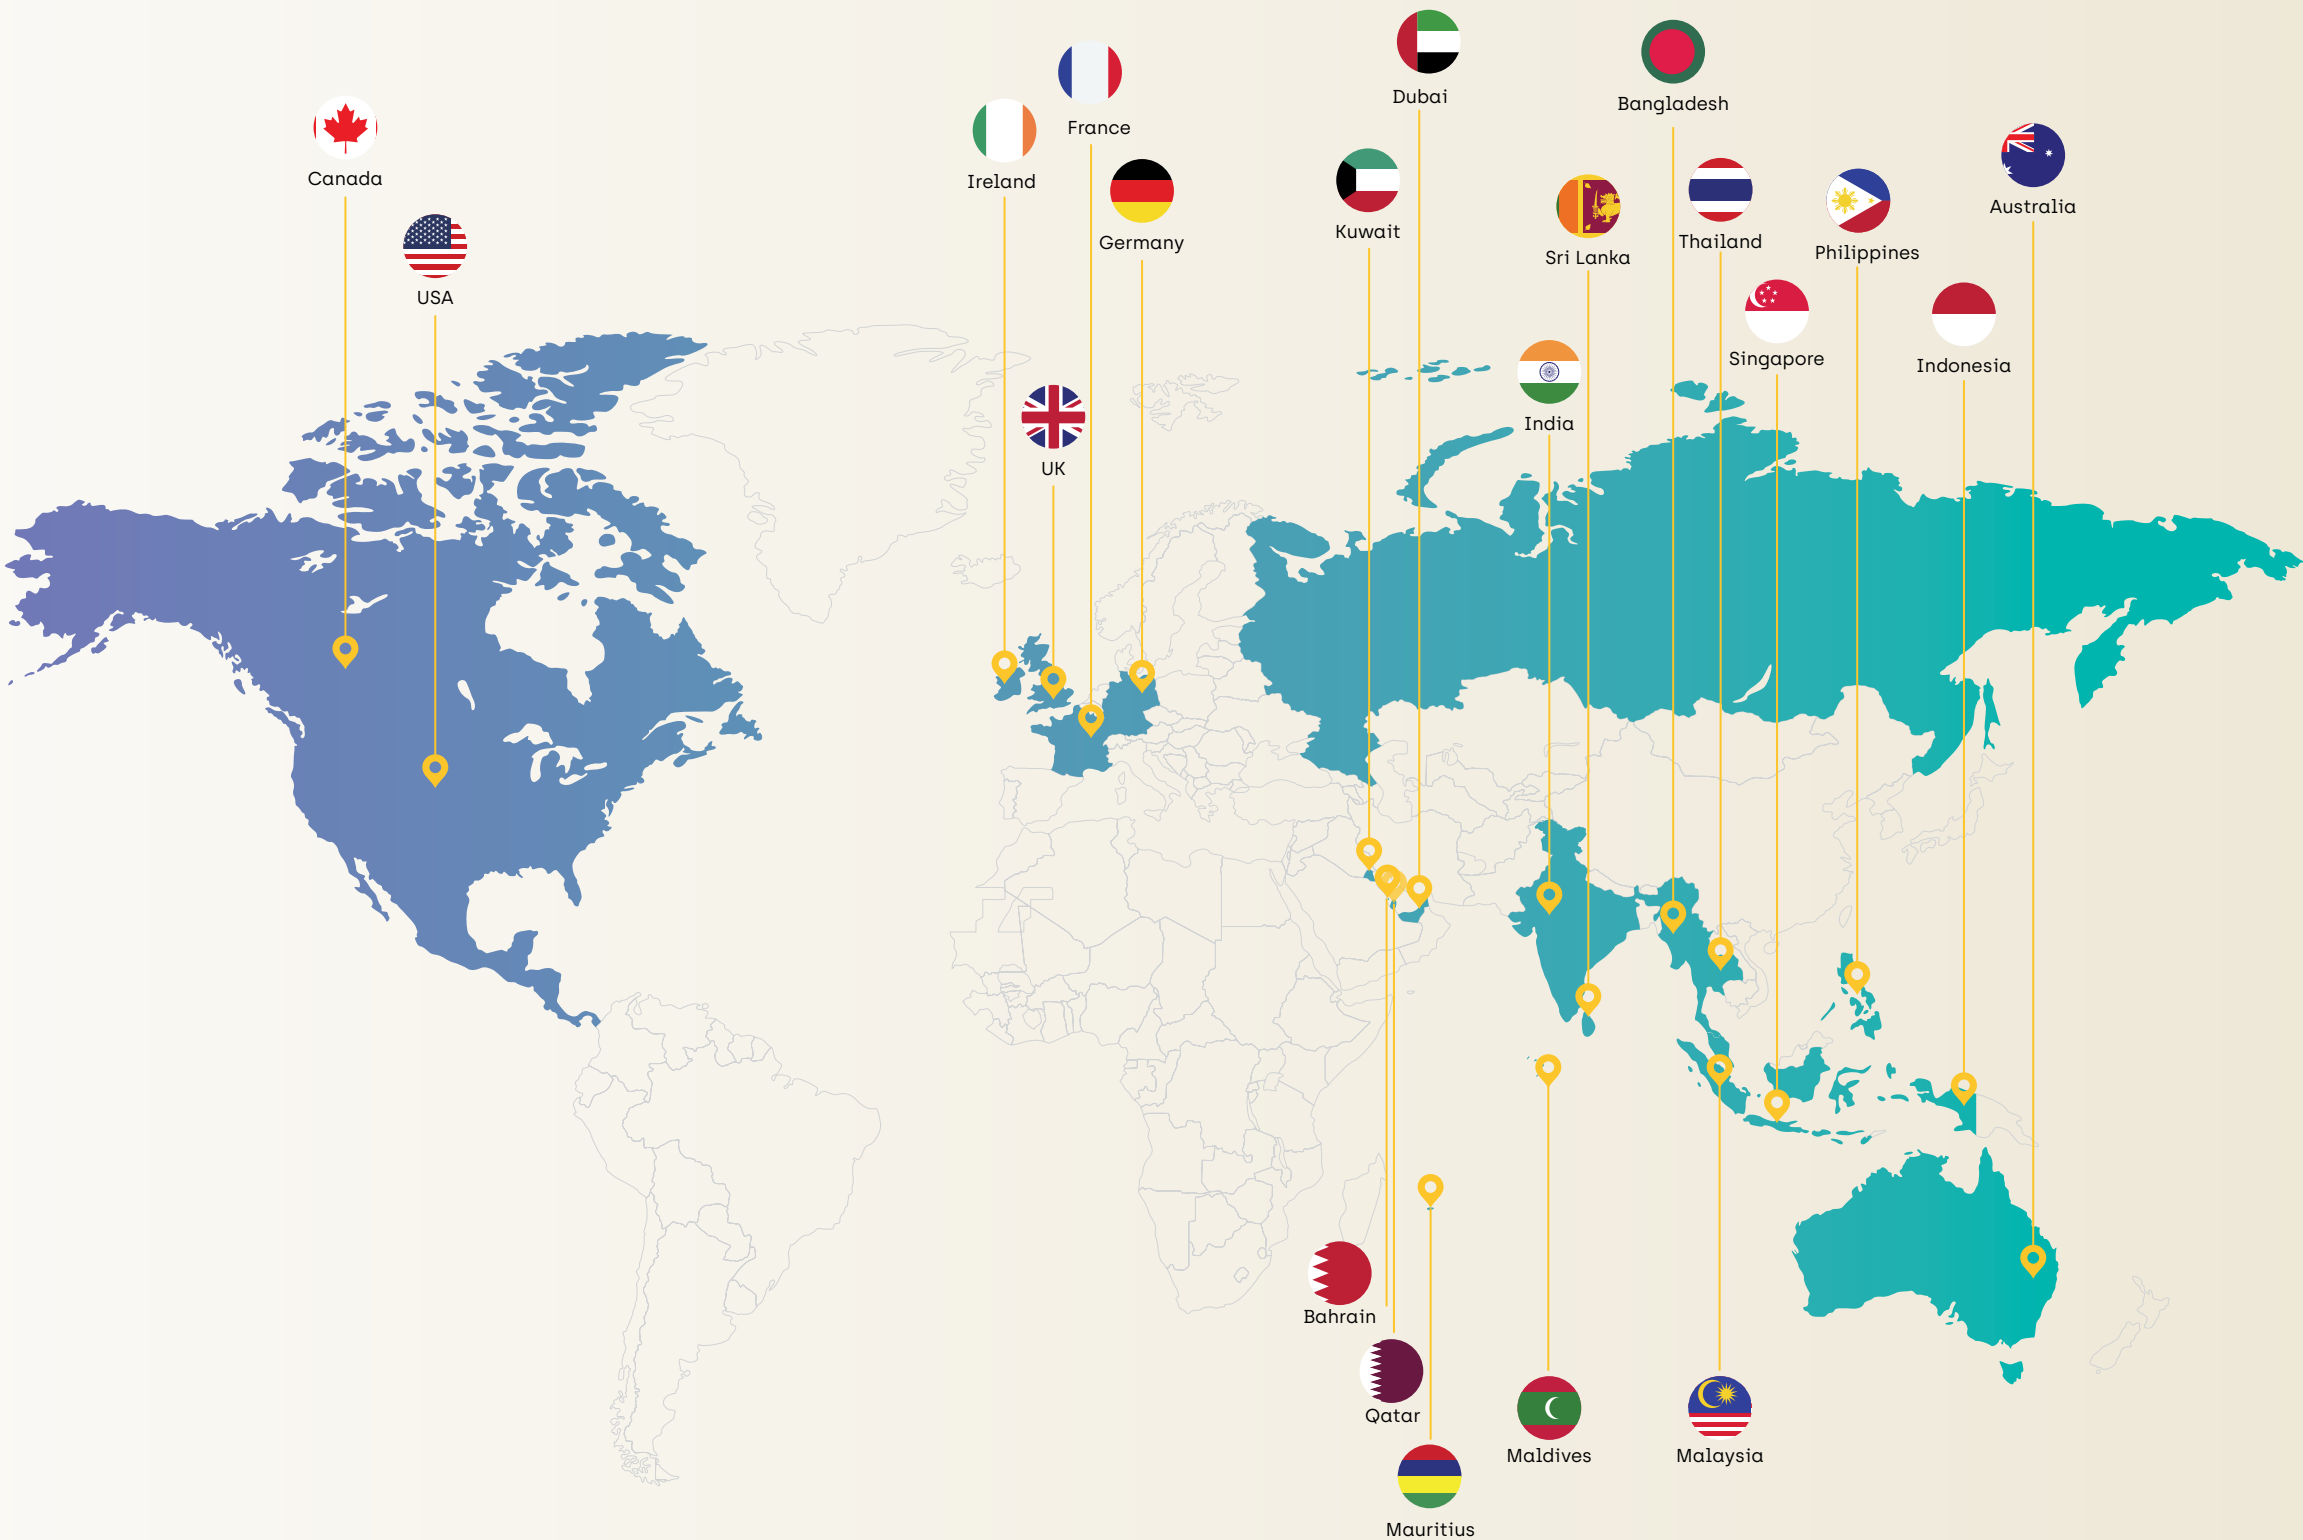 Dubai
Bangladesh
France
Canada
Ireland
Australia
Kuwait
Germany
Thailand
Philippines
Sri Lanka
USA
Singapore
Indonesia
India
UK
Bahrain
Qatar
Maldives
Malaysia
Mauritius